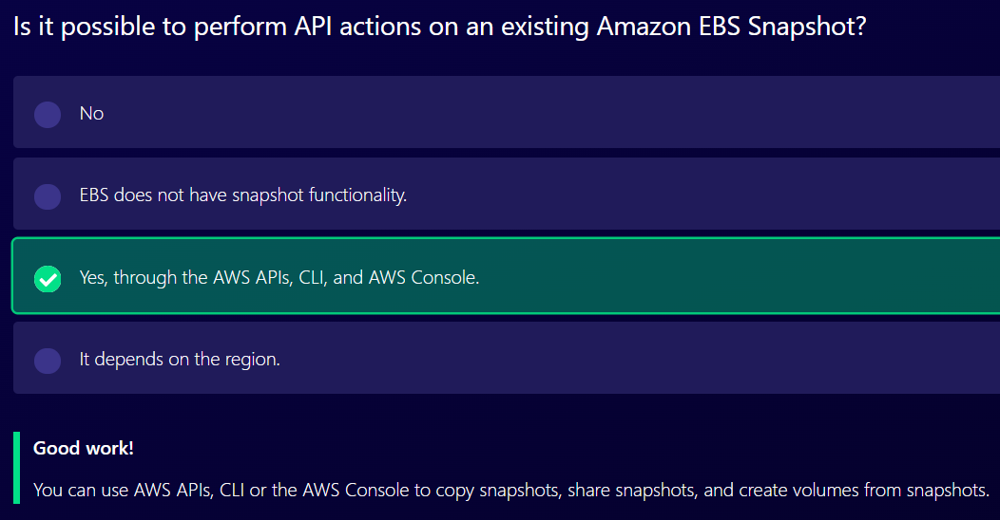 Is it possible to perform API actions on an existing Amazon EBS Snapshot?
No
EBS does not have snapshot functionality.
Yes, through the AWS APIs, CLI, and AWS Console.
It depends on the region.
Good work!
You can use AWS APIs, CLI or the AWS Console to copy snapshots, share snapshots, and create volumes from snapshots.